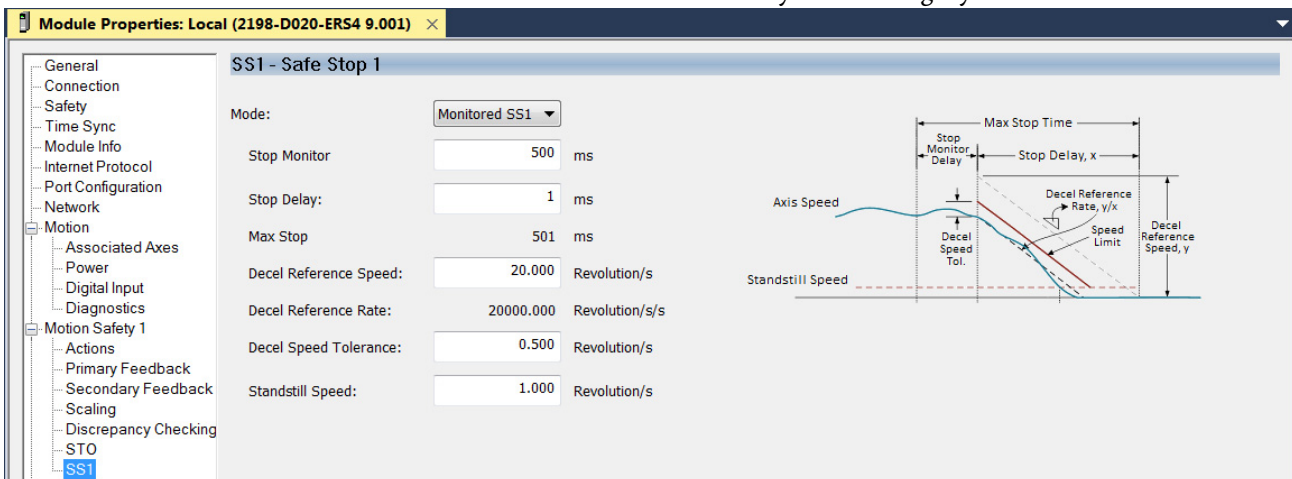 Module Properties: Local (2198-D020-ERS4 9.001) ×
General
Connection
Safety
Time Sync
Module Info
Internet Protocol
Port Configuration
Network
Motion
Associated Axes
Power
Digital Input
Diagnostics
Motion Safety 1
Actions
Primary Feedback
Secondary Feedback
Scaling
Discrepancy Checking
STO
SS1
SS1 - Safe Stop 1
Mode: Monitored SS1
Stop Monitor 500 ms
Stop Delay: 1 ms
Max Stop 501 ms
Decel Reference Speed: 20.000 Revolution/s
Decel Reference Rate: 20000.000 Revolution/s/s
Decel Speed Tolerance: 0.500 Revolution/s
Standstill Speed: 1.000 Revolution/s
Max Stop Time
Stop
Monitor
Delay
Stop Delay, x
Axis Speed
Decel Reference
Rate, y/x
Speed
Limit
Decel
Reference
Speed, y
Decel
Speed
Tol.
Standstill Speed